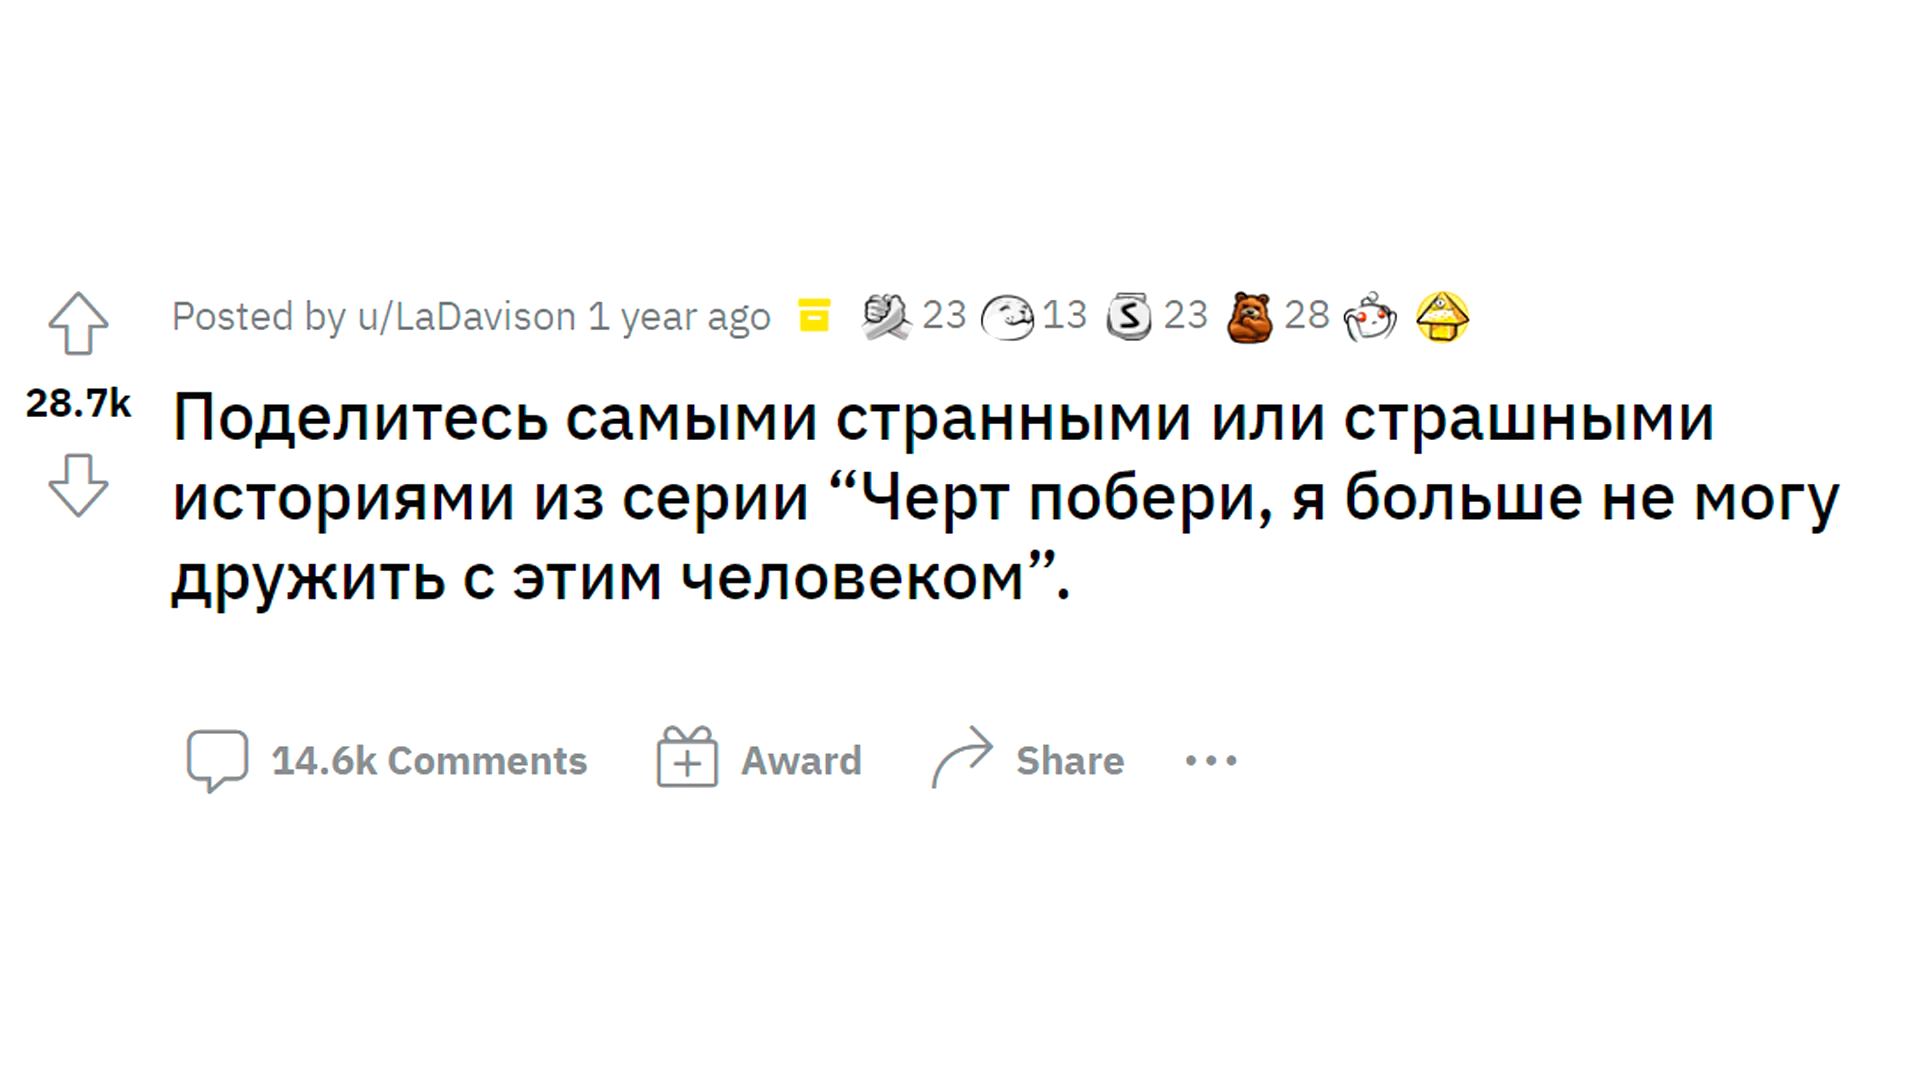 Posted by u/LaDavison 1 year ago 23 13 S 23 28
28.7k
Поделитесь самыми странными или страшными
историями из серии “Черт побери, я больше не могу
дружить с этим человеком”.
14.6k Comments Award Share